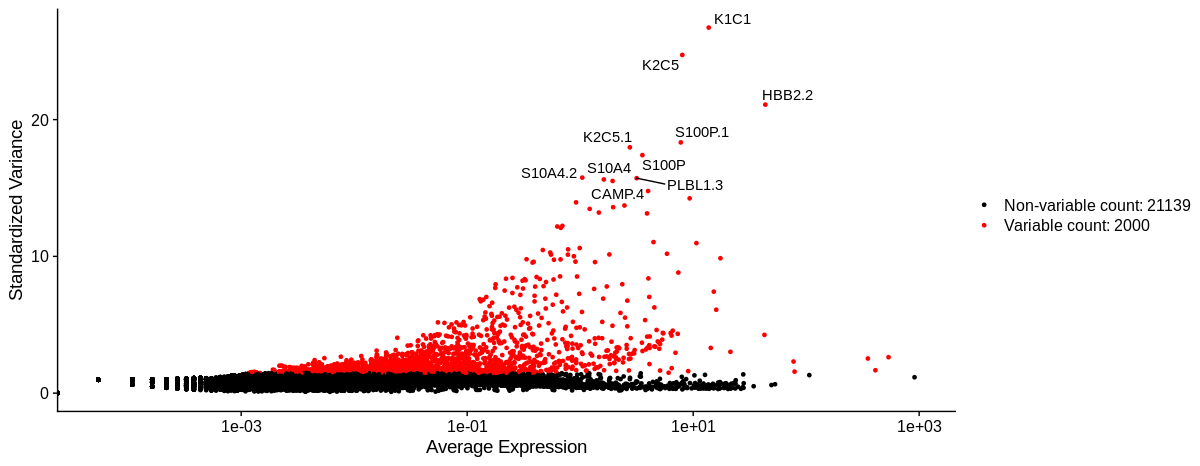 K1C1
K2C5
HBB2.2
S100P.1
K2C5.1
S100P
S10A4
S10A4.2
PLBL1.3
CAMP.4
Standardized Variance
20
10
0
1e-03
1e-01
1e+01
1e+03
Average Expression
Non-variable count: 21139
Variable count: 2000